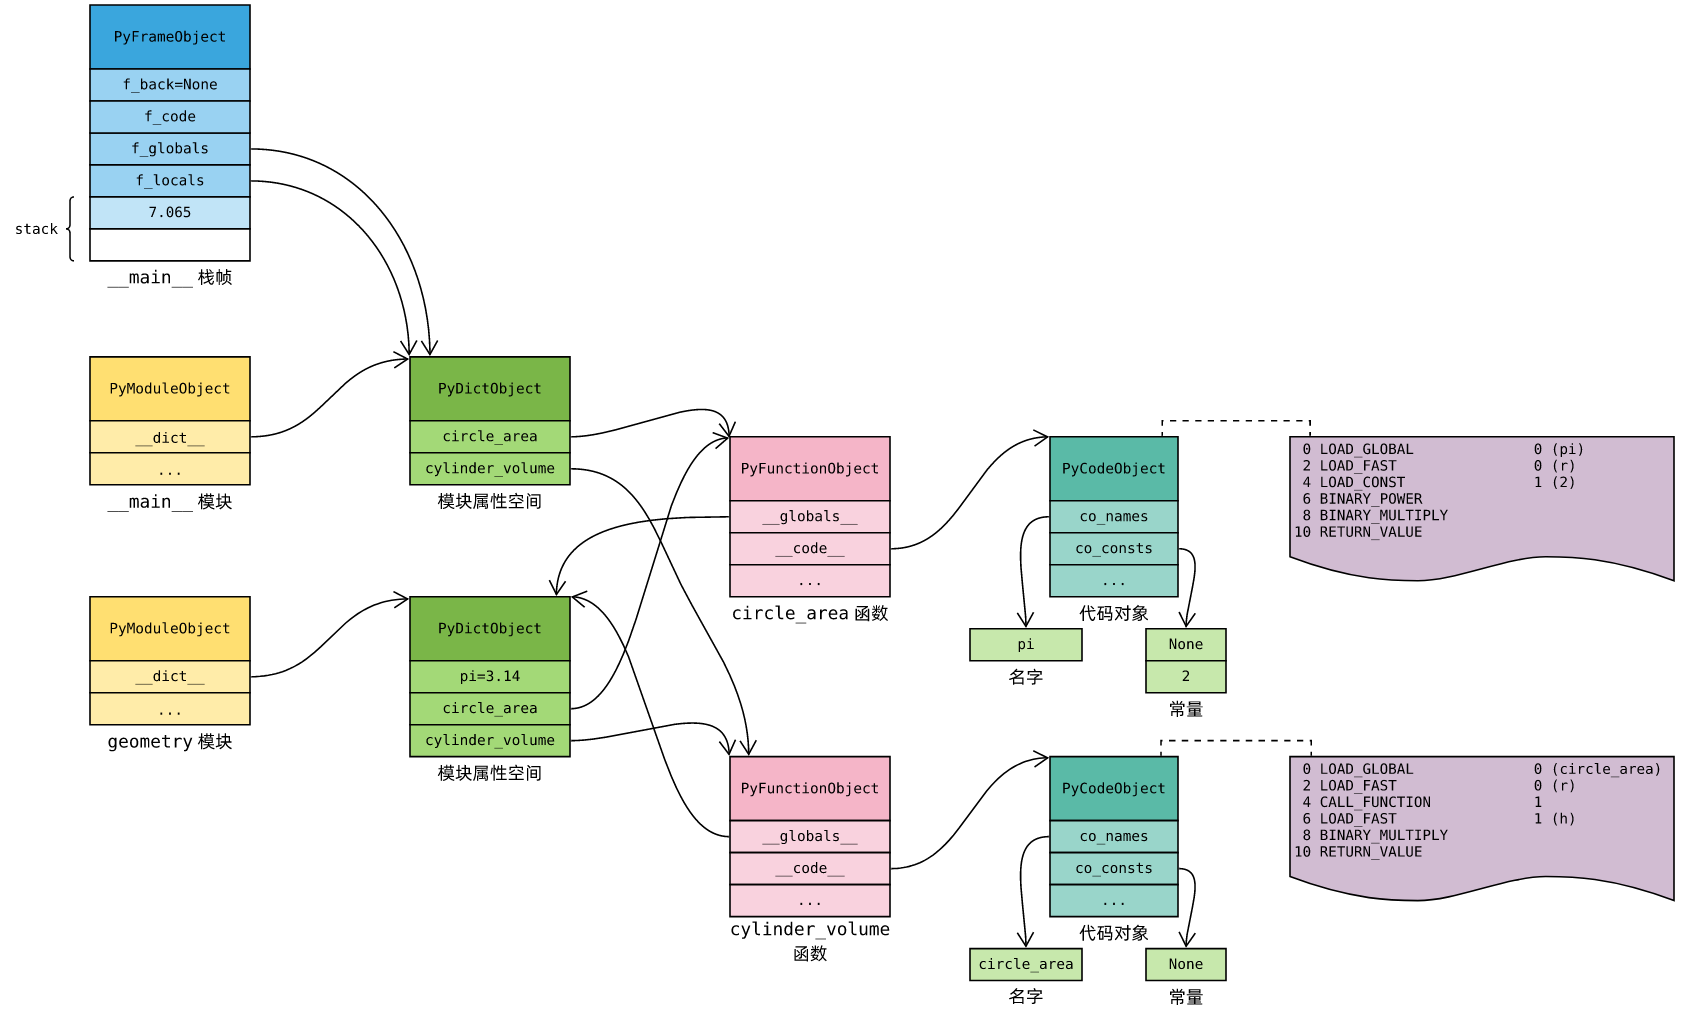 PyFrameObject
f_back=None
f_code
f_globals
f_locals
7.065
stack
__main__ 栈帧
PyModuleObject
__dict__
...
__main__ 模块
PyDictObject
circle_area
cylinder_volume
模块属性空间
PyFunctionObject
__globals__
__code__
...
circle_area 函数
PyCodeObject
co_names
co_consts
...
代码对象
pi
名字
None
2
常量
0 LOAD_GLOBAL 0 (pi)
2 LOAD_FAST 0 (r)
4 LOAD_CONST 1 (2)
6 BINARY_POWER
8 BINARY_MULTIPLY
10 RETURN_VALUE
PyModuleObject
__dict__
...
geometry 模块
PyDictObject
pi=3.14
circle_area
cylinder_volume
模块属性空间
PyFunctionObject
__globals__
__code__
...
cylinder_volume
函数
PyCodeObject
co_names
co_consts
...
代码对象
circle_area
名字
None
常量
0 LOAD_GLOBAL 0 (circle_area)
2 LOAD_FAST 0 (r)
4 CALL_FUNCTION 1
6 LOAD_FAST 1 (h)
8 BINARY_MULTIPLY
10 RETURN_VALUE